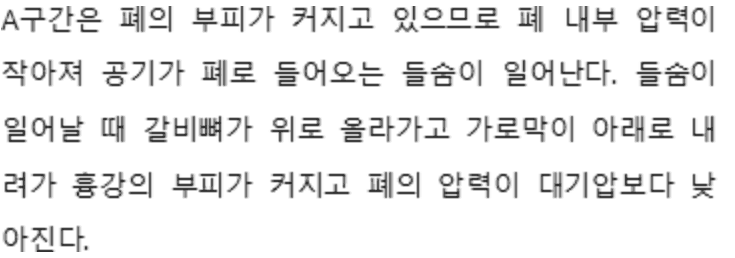 A구간은 폐의 부피가 커지고 있으므로 폐 내부 압력이
작아져 공기가 폐로 들어오는 들숨이 일어난다. 들숨이
일어날 때 갈비뼈가 위로 올라가고 가로막이 아래로 내
려가 흉강의 부피가 커지고 폐의 압력이 대기압보다 낮
아진다.